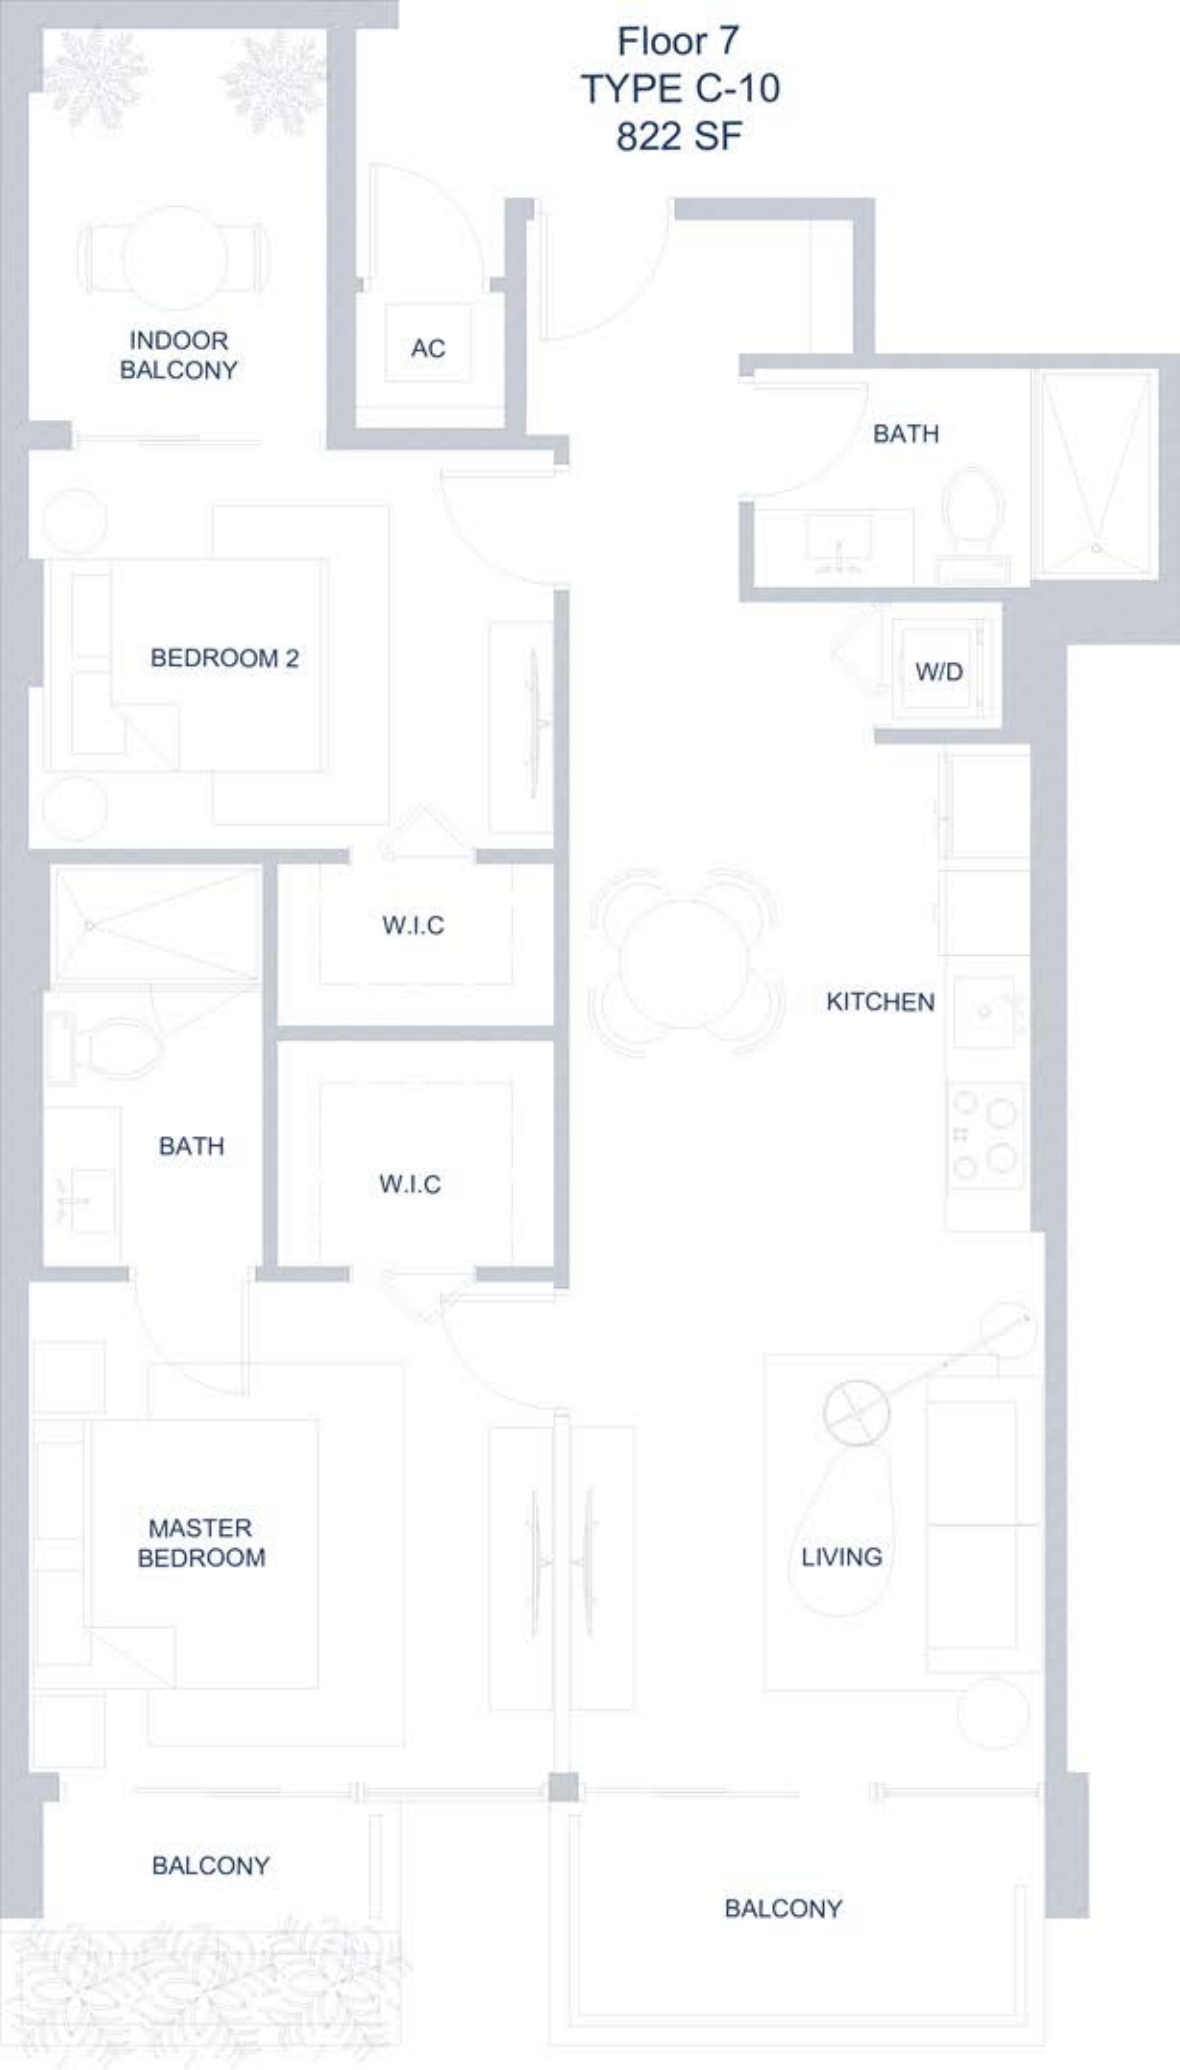 Floor 7
TYPE C-10
822 SF
INDOOR
BALCONY
AC
BATH
BEDROOM 2
W/D
W.I.C
KITCHEN
BATH
W.I.C
MASTER
BEDROOM
LIVING
BALCONY
BALCONY